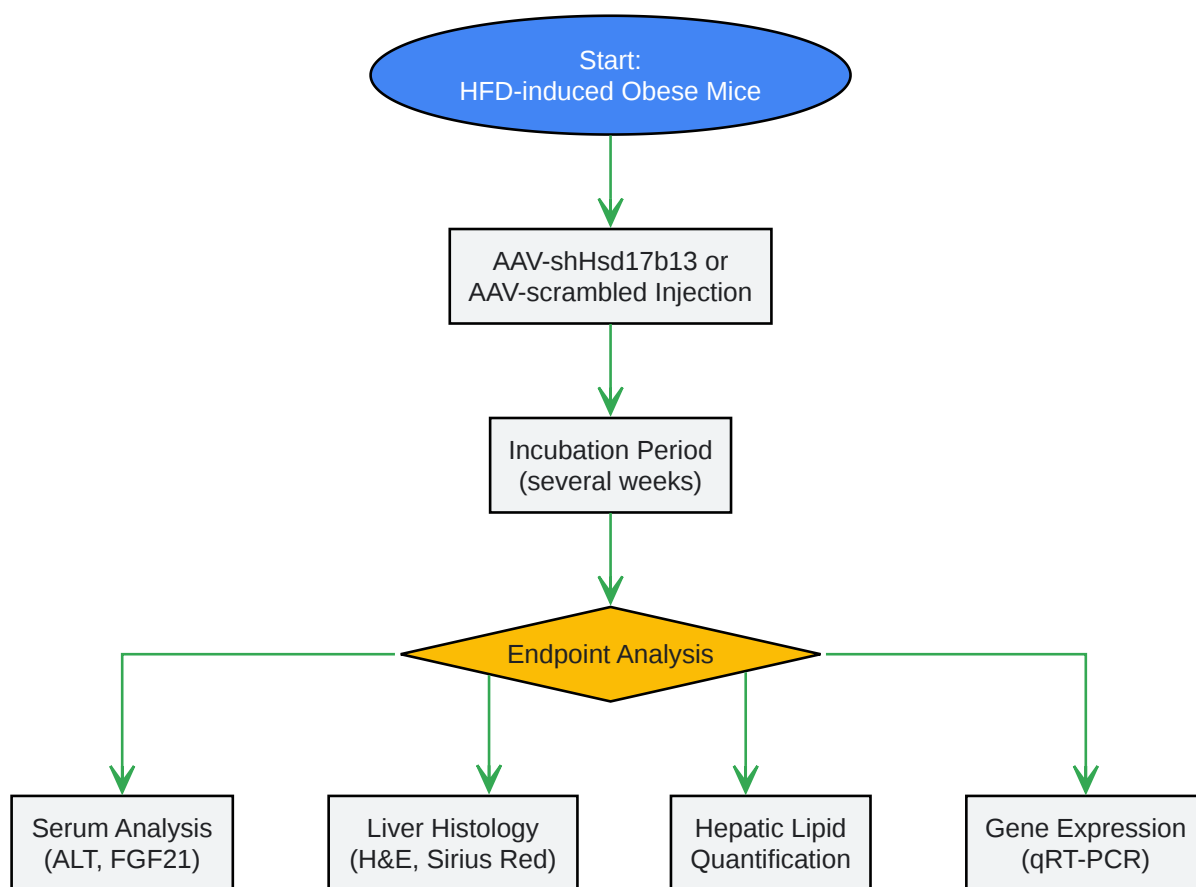 Start:
HFD-induced Obese Mice
AAV-shHsd17b13 or
AAV-scrambled Injection
Incubation Period
(several weeks)
Endpoint Analysis
Serum Analysis
(ALT, FGF21)
Liver Histology
(H&E, Sirius Red)
Hepatic Lipid
Quantification
Gene Expression
(qRT-PCR)